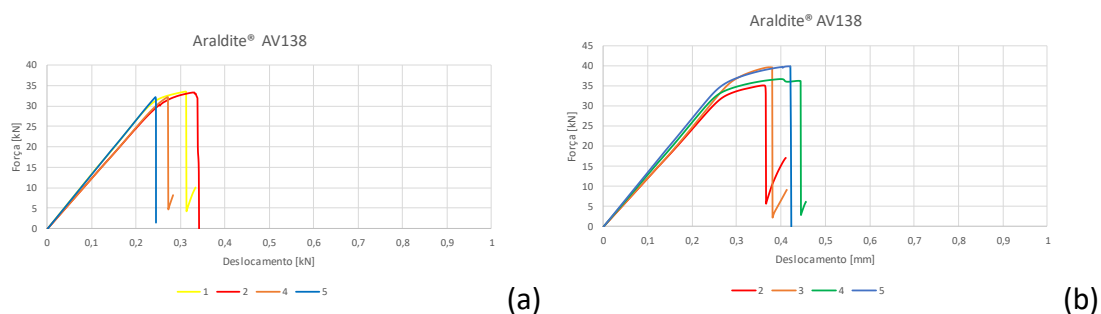 Araldite® AV138
Força [kN]
40
35
30
25
20
15
10
5
0
0 0,1 0,2 0,3 0,4 0,5 0,6 0,7 0,8 0,9 1
Deslocamento [kN]
1 2 4 5
(a)
Araldite® AV138
Força [kN]
45
40
35
30
25
20
15
10
5
0
0 0,1 0,2 0,3 0,4 0,5 0,6 0,7 0,8 0,9 1
Deslocamento [mm]
2 3 4 5
(b)